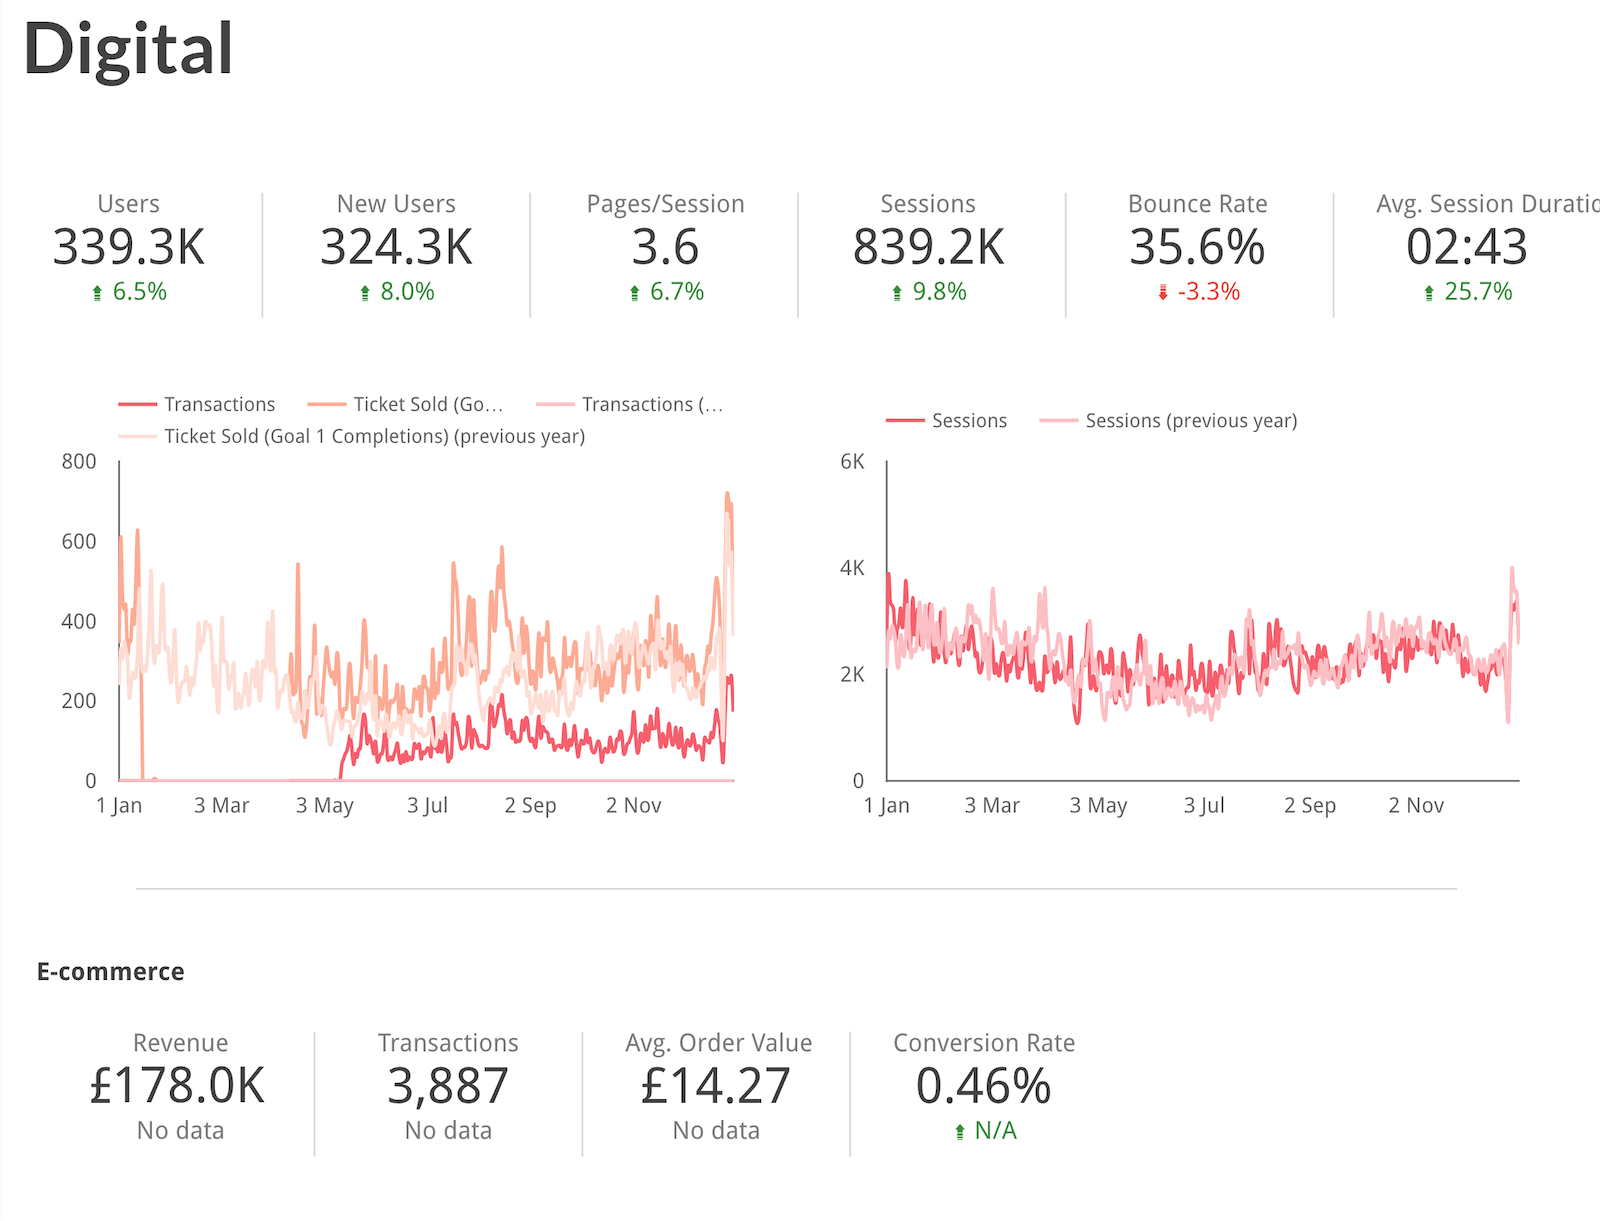 Digital
Users
339.3K
6.5%
New Users
324.3K
8.0%
Pages/Session
3.6
6.7%
Sessions
839.2K
9.8%
Bounce Rate
35.6%
-3.3%
Avg. Session Duratio
02:43
25.7%
Transactions
Ticket Sold (Go...
Transactions (...
Ticket Sold (Goal 1 Completions) (previous year)
800
600
400
200
0
1 Jan
3 Mar
3 May
3 Jul
2 Sep
2 Nov
Sessions
Sessions (previous year)
6K
4K
2K
0
1 Jan
3 Mar
3 May
3 Jul
2 Sep
2 Nov
E-commerce
Revenue
£178.0K
No data
Transactions
3,887
No data
Avg. Order Value
£14.27
No data
Conversion Rate
0.46%
N/A